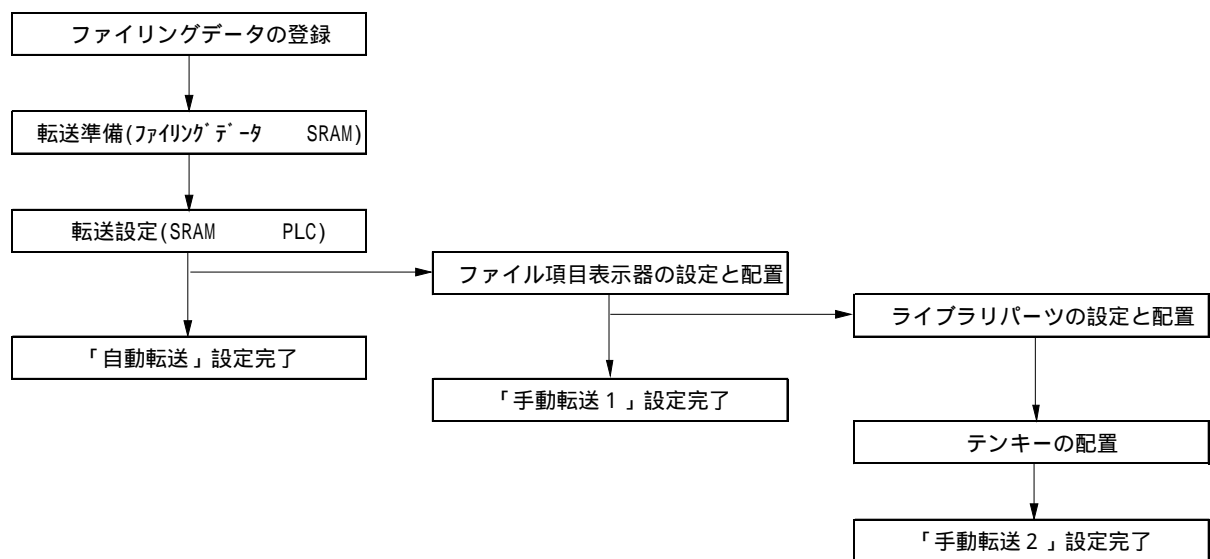 ファイリングデータの登録
転送準備(ﾌｧｲﾘﾝｸﾞﾃﾞｰﾀ　　SRAM)
転送設定(SRAM　　PLC)
ファイル項目表示器の設定と配置
ライブラリパーツの設定と配置
「自動転送」設定完了
「手動転送１」設定完了
テンキーの配置
「手動転送２」設定完了